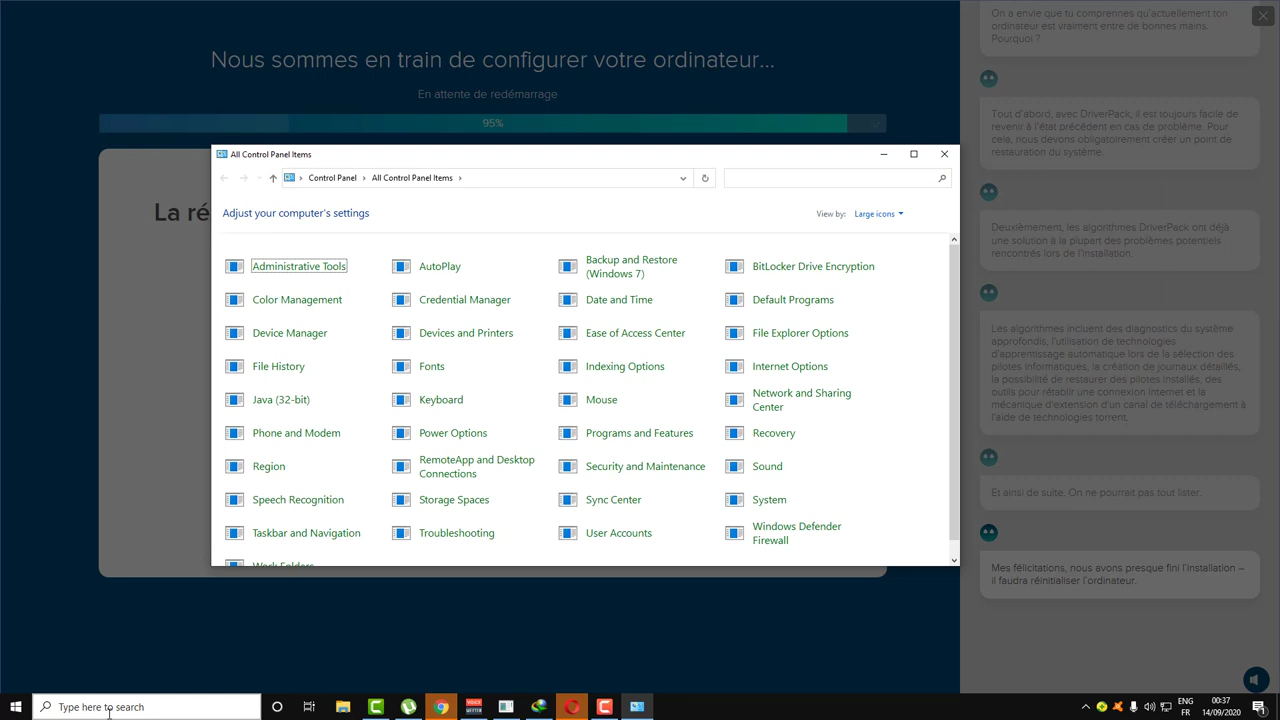 Nous sommes en train de configurer votre ordinateur...
En attente de redémarrage
95%
La ré
All Control Panel Items
Control Panel
All Control Panel Items
Adjust your computer's settings
View by:
Large icons
Administrative Tools
AutoPlay
Backup and Restore
(Windows 7)
BitLocker Drive Encryption
Color Management
Credential Manager
Date and Time
Default Programs
Device Manager
Devices and Printers
Ease of Access Center
File Explorer Options
File History
Fonts
Indexing Options
Internet Options
Java (32-bit)
Keyboard
Mouse
Network and Sharing
Center
Phone and Modem
Power Options
Programs and Features
Recovery
Region
RemoteApp and Desktop
Connections
Security and Maintenance
Sound
Speech Recognition
Storage Spaces
Sync Center
System
Taskbar and Navigation
Troubleshooting
User Accounts
Windows Defender
Firewall
Work Folders
On a envie que tu comprennes qu'actuellement ton
ordinateur est vraiment entre de bonnes mains.
Pourquoi ?
Tout d'abord, avec DriverPack, il est toujours facile de
revenir à l'état précédent en cas de problème. Pour
cela, nous devons obligatoirement créer un point de
restauration du système.
Deuxièmement, les algorithmes DriverPack ont déjà
une solution à la plupart des problèmes potentiels
rencontrés lors de l'installation.
Les algorithmes incluent des diagnostics du système
approfondis, l'utilisation de technologies
d'apprentissage automatique lors de la sélection des
pilotes informatiques, la création de journaux détaillés,
la possibilité de restaurer des pilotes installés, des
outils pour rétablir une connexion Internet et la
mécanique d'extension d'un canal de téléchargement à
l'aide de technologies torrent.
Et ainsi de suite. On ne pourrait pas tout lister.
Mes félicitations, nous avons presque fini l'installation –
il faudra réinitialiser l'ordinateur.
Type here to search
ENG
FR
00:37
14/09/2020